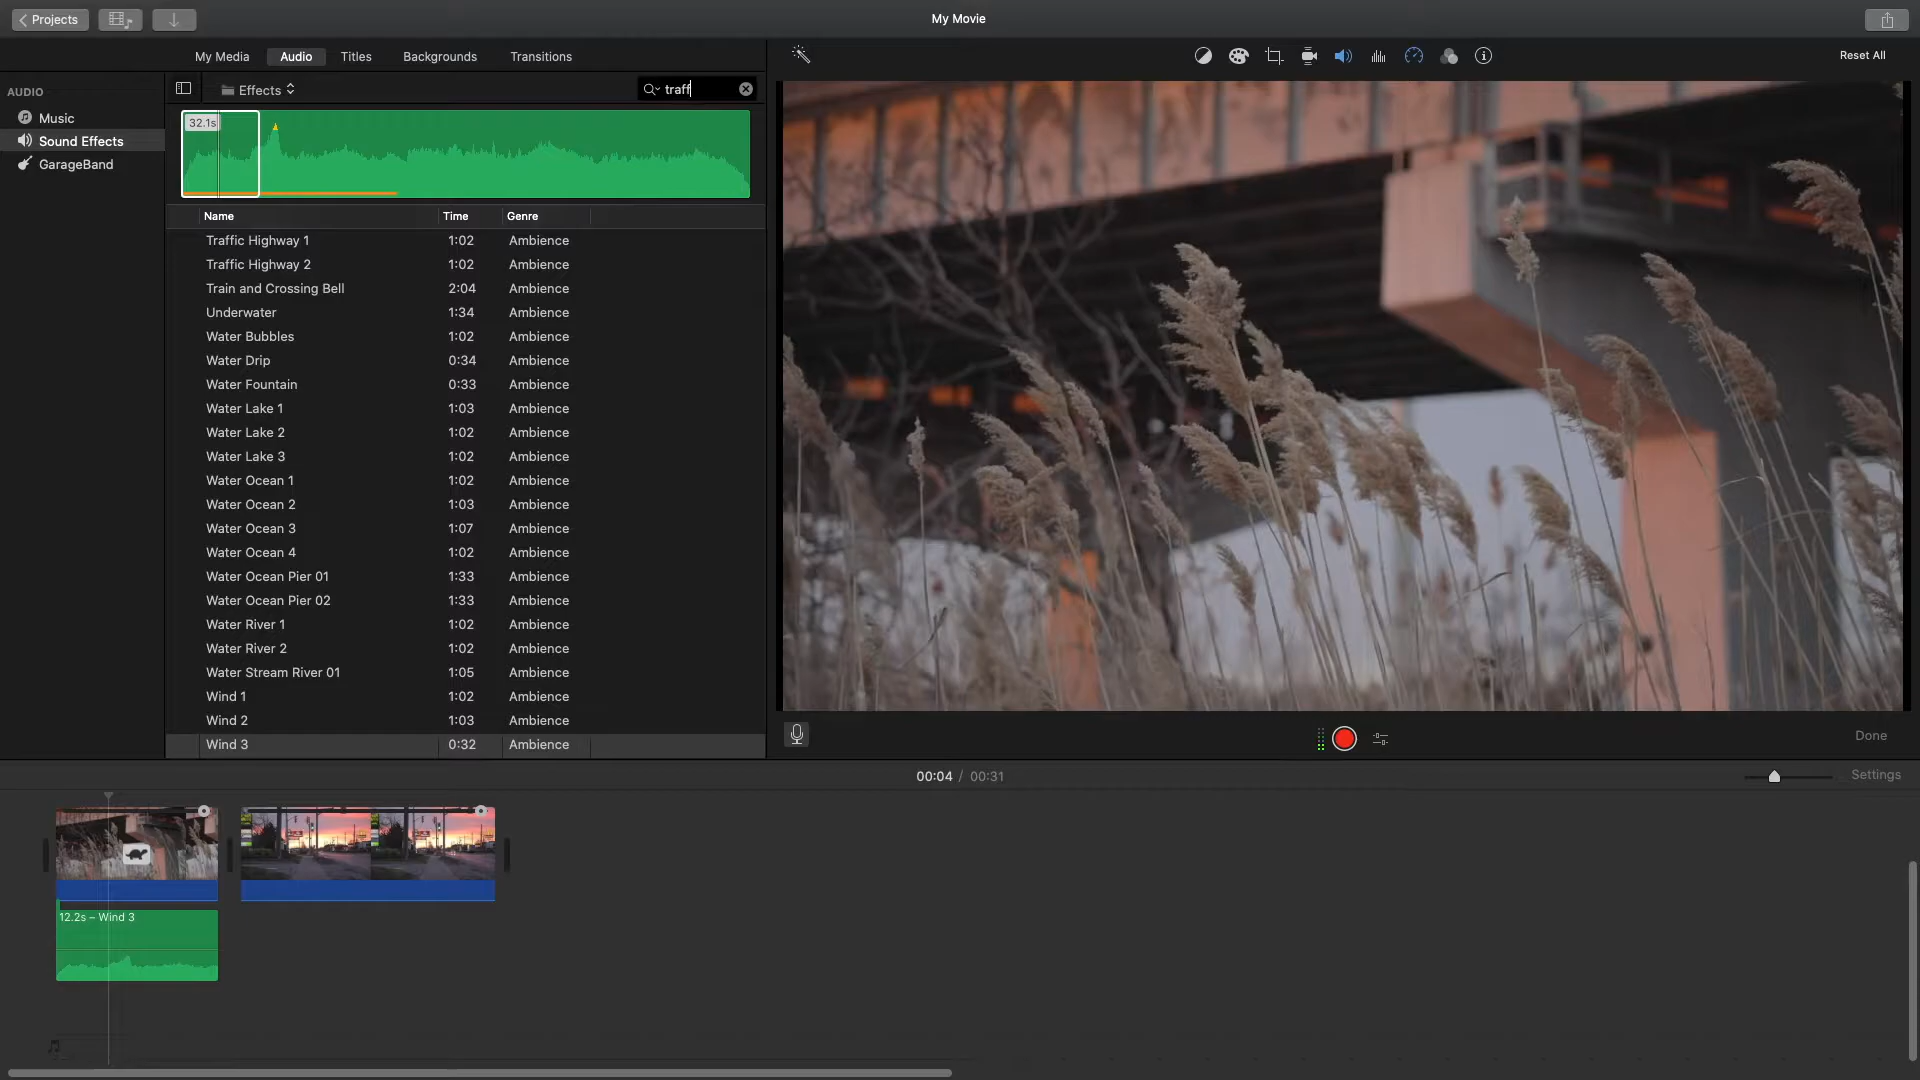 Projects
My Movie
My Media
Audio
Titles
Backgrounds
Transitions
Reset All
AUDIO
Effects
traff
Music
Sound Effects
GarageBand
32.1s
Name Time Genre
Traffic Highway 1 1:02 Ambience
Traffic Highway 2 1:02 Ambience
Train and Crossing Bell 2:04 Ambience
Underwater 1:34 Ambience
Water Bubbles 1:02 Ambience
Water Drip 0:34 Ambience
Water Fountain 0:33 Ambience
Water Lake 1 1:03 Ambience
Water Lake 2 1:02 Ambience
Water Lake 3 1:02 Ambience
Water Ocean 1 1:02 Ambience
Water Ocean 2 1:03 Ambience
Water Ocean 3 1:07 Ambience
Water Ocean 4 1:02 Ambience
Water Ocean Pier 01 1:33 Ambience
Water Ocean Pier 02 1:33 Ambience
Water River 1 1:02 Ambience
Water River 2 1:02 Ambience
Water Stream River 01 1:05 Ambience
Wind 1 1:02 Ambience
Wind 2 1:03 Ambience
Wind 3 0:32 Ambience
Done
00:04 / 00:31
Settings
12.2s – Wind 3